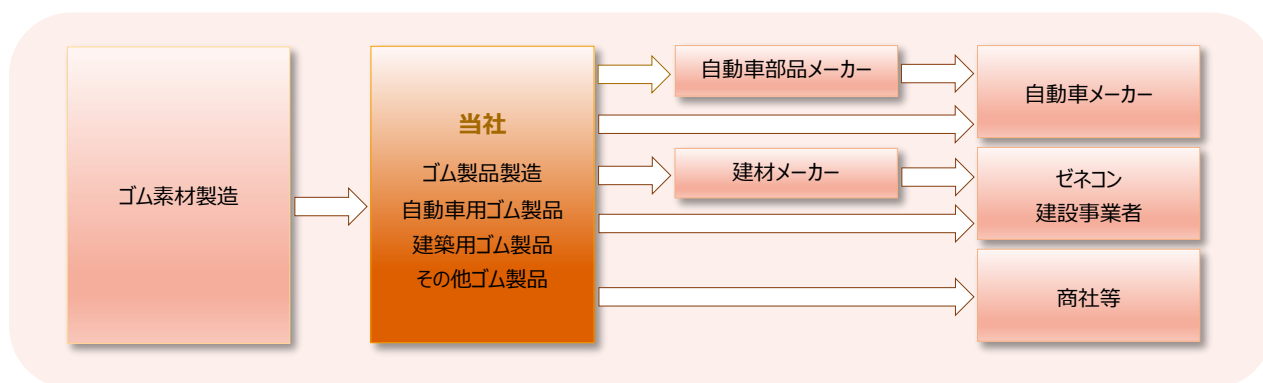 ゴム素材製造
当社
ゴム製品製造
自動車用ゴム製品
建築用ゴム製品
その他ゴム製品
自動車部品メーカー
建材メーカー
自動車メーカー
ゼネコン
建設事業者
商社等